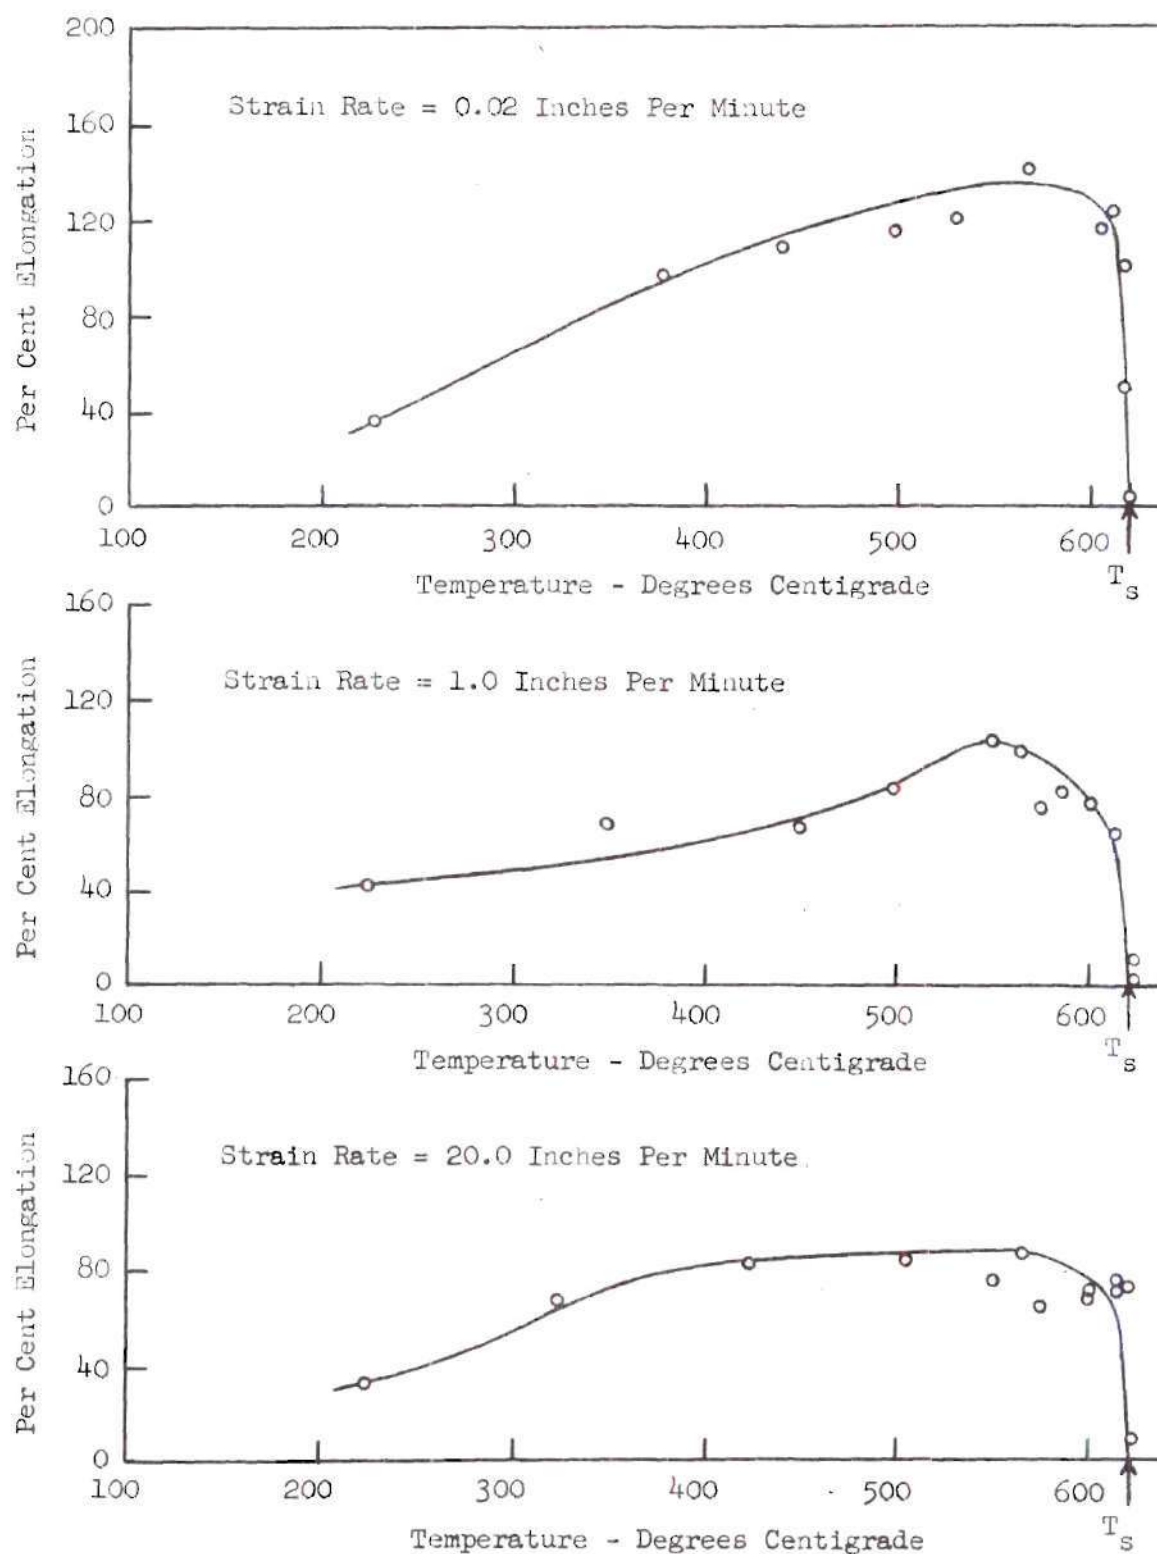 200
Strain Rate = 0.02 Inches Per Minute
160
120
80
40
0
Per Cent Elongation
100 200 300 400 500 600
Temperature - Degrees Centigrade
Ts
160
Strain Rate = 1.0 Inches Per Minute
120
80
40
0
Per Cent Elongation
100 200 300 400 500 600
Temperature - Degrees Centigrade
Ts
160
Strain Rate = 20.0 Inches Per Minute
120
80
40
0
Per Cent Elongation
100 200 300 400 500 600
Temperature - Degrees Centigrade
Ts